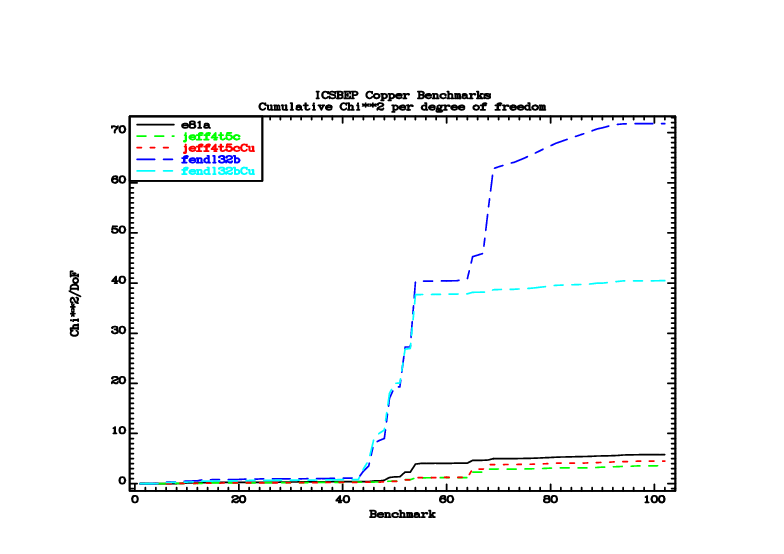 ICSBEP Copper Benchmarks
Cumulative Chi**2 per degree of freedom
e81a
jeff4t5c
jeff4t5cCu
fendl32b
fendl32bCu
70
60
50
40
30
20
10
0
Chi**2/DoF
0 20 40 60 80 100
Benchmark